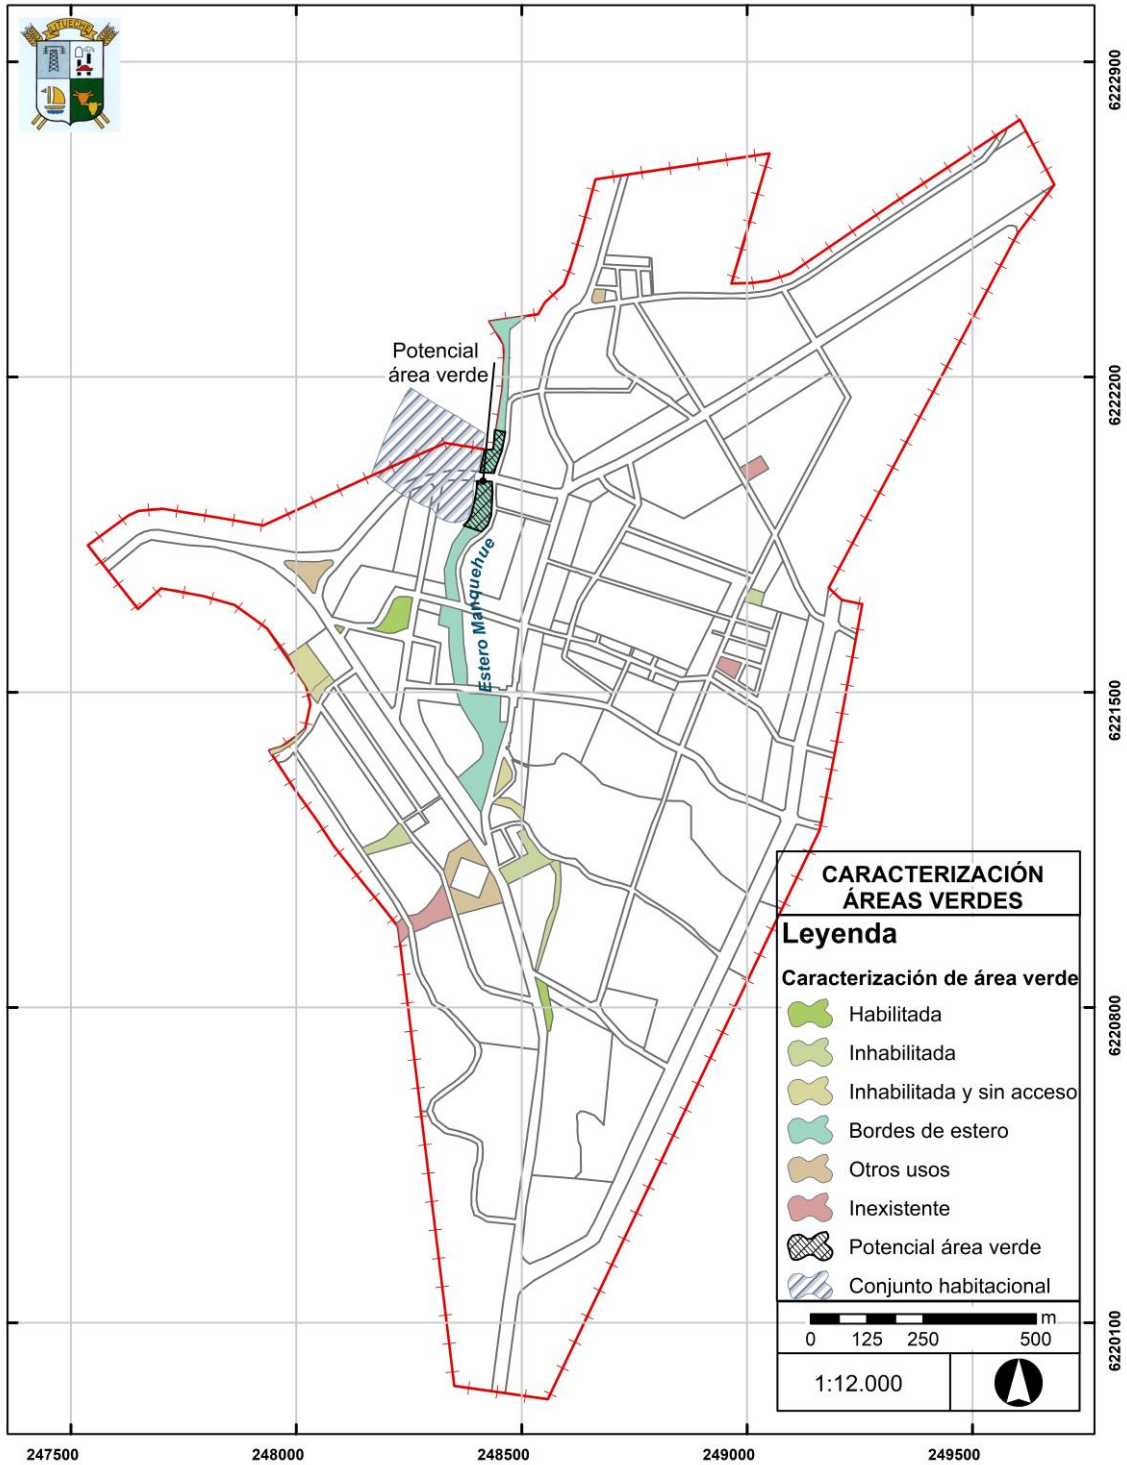 LITUECHE
6222900
Potencial
área verde
6222200
Estero Manquehue
6221500
CARACTERIZACIÓN
ÁREAS VERDES
Leyenda
Caracterización de área verde
Habilitada
Inhabilitada
Inhabilitada y sin acceso
Bordes de estero
Otros usos
Inexistente
Potencial área verde
Conjunto habitacional
6220800
m
0 125 250 500
6220100
1:12.000
247500 248000 248500 249000 249500